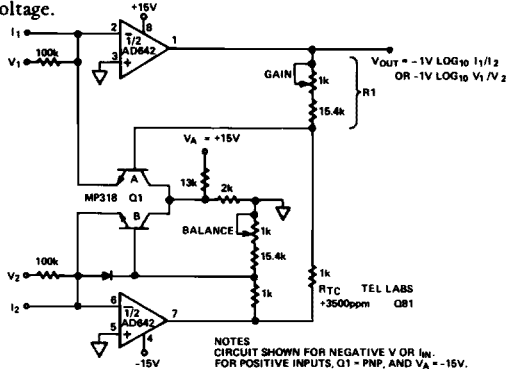 oltage.
+15V
I1
2
8
1/2
AD642
1
V1
100k
3
+
VOUT = -1V LOG10 I1/I2
OR -1V LOG10 V1/V2
GAIN
1k
R1
15.4k
VA = +15V
A
13k
2k
MP318 Q1
B
BALANCE
1k
15.4k
100k
V2
1k
1k
RTC TEL LABS
+3500ppm Q81
I2
6
1/2
AD642
7
5
+
4
-15V
NOTES
CIRCUIT SHOWN FOR NEGATIVE V OR IIN.
FOR POSITIVE INPUTS, Q1 = PNP, AND VA = -15V.